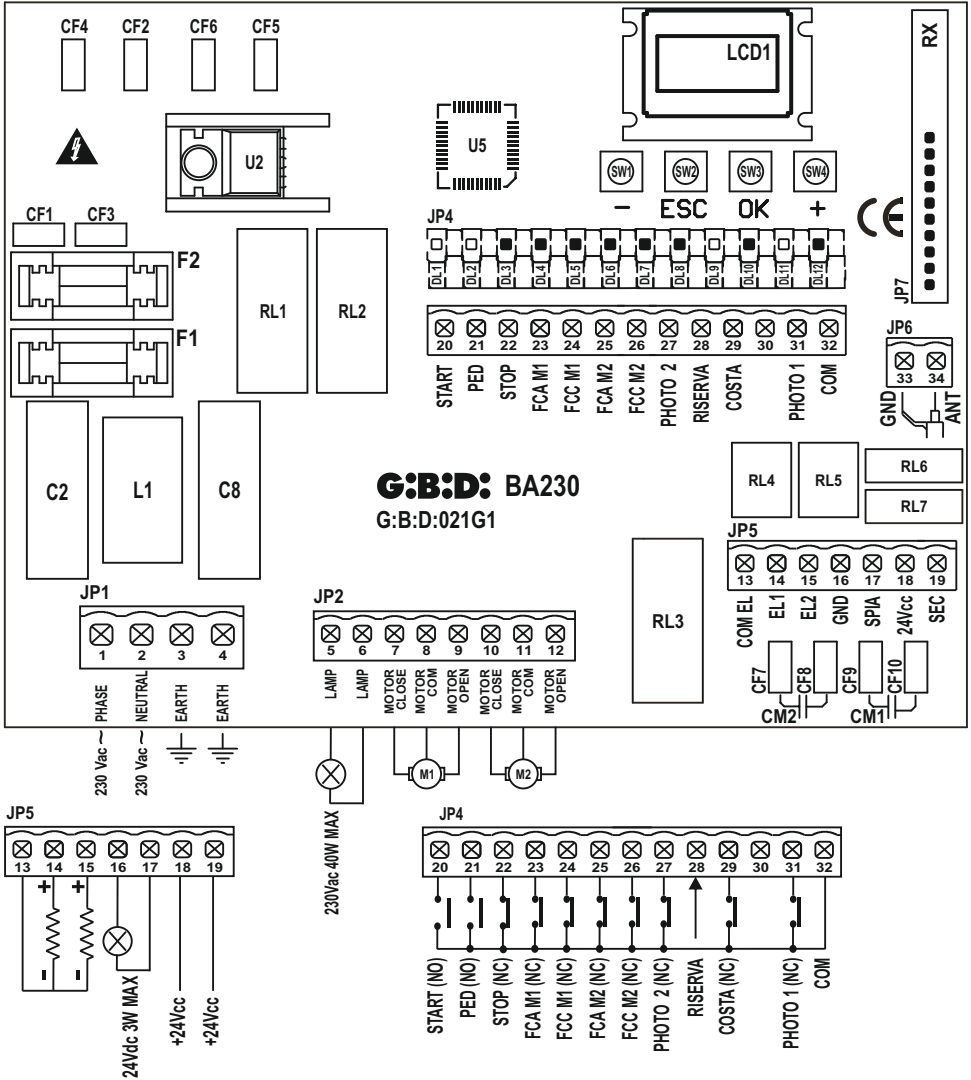 CF4 CF2 CF6 CF5
LCD1
RX
U2
U5
SW1 SW2 SW3 SW4
- ESC OK +
CF1 CF3
JP4
CE
F2
DL1 DL2 DL3 DL4 DL5 DL6 DL7 DL8 DL9 DL10 DL11 DL12
JP7
RL1 RL2
F1
20 21 22 23 24 25 26 27 28 29 30 31 32
START PED STOP FCA M1 FCC M1 FCA M2 FCC M2 PHOTO 2 RISERVA COSTA PHOTO 1 COM
JP6
33 34
GND ANT
C2 L1 C8
G:B:D: BA230
G:B:D:021G1
RL4 RL5 RL6
RL7
JP5
13 14 15 16 17 18 19
COM EL EL1 EL2 GND SPIA 24Vcc SEC
RL3
JP1
1 2 3 4
PHASE NEUTRAL EARTH EARTH
230 Vac ~ 230 Vac ~
JP2
5 6 7 8 9 10 11 12
LAMP LAMP MOTOR CLOSE MOTOR COM MOTOR OPEN MOTOR CLOSE MOTOR COM MOTOR OPEN
CF7 CF8 CF9 CF10
CM2 CM1
M1 M2
230Vac 40W MAX
JP5
13 14 15 16 17 18 19
+ +
- -
24Vdc 3W MAX +24Vcc +24Vcc
JP4
20 21 22 23 24 25 26 27 28 29 30 31 32
START (NO) PED (NO) STOP (NC) FCA M1 (NC) FCC M1 (NC) FCA M2 (NC) FCC M2 (NC) PHOTO 2 (NC) RISERVA COSTA (NC) PHOTO 1 (NC) COM